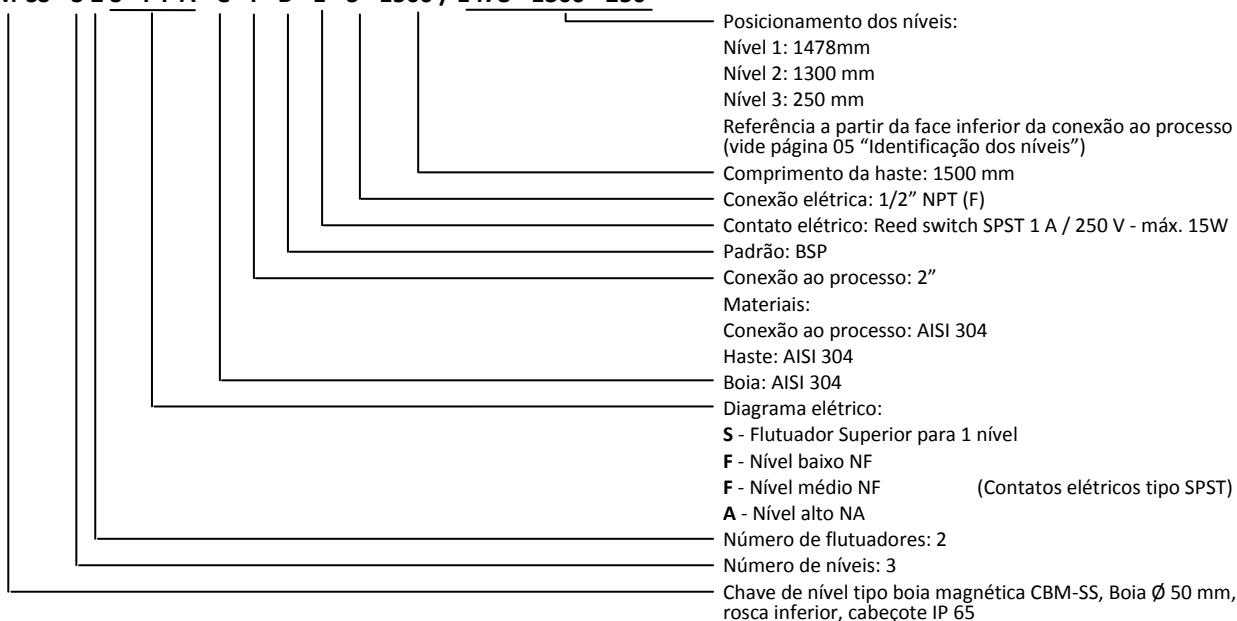 Posicionamento dos níveis:
Nível 1: 1478mm
Nível 2: 1300 mm
Nível 3: 250 mm
Referência a partir da face inferior da conexão ao processo
(vide página 05 “Identificação dos níveis”)
Comprimento da haste: 1500 mm
Conexão elétrica: 1/2” NPT (F)
Contato elétrico: Reed switch SPST 1 A / 250 V - máx. 15W
Padrão: BSP
Conexão ao processo: 2”
Materiais:
Conexão ao processo: AISI 304
Haste: AISI 304
Boia: AISI 304
Diagrama elétrico:
S - Flutuador Superior para 1 nível
F - Nível baixo NF
F - Nível médio NF (Contatos elétricos tipo SPST)
A - Nível alto NA
Número de flutuadores: 2
Número de níveis: 3
Chave de nível tipo boia magnética CBM-SS, Boia Ø 50 mm,
rosca inferior, cabeçote IP 65